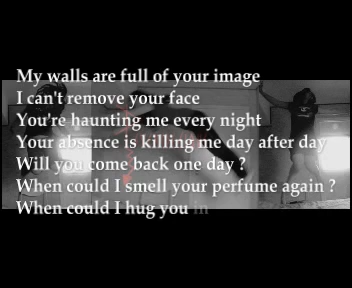 My walls are full of your image
I can't remove your face
You're haunting me every night
Your absence is killing me day after day
Will you come back one day ?
When could I smell your perfume again ?
When could I hug you in